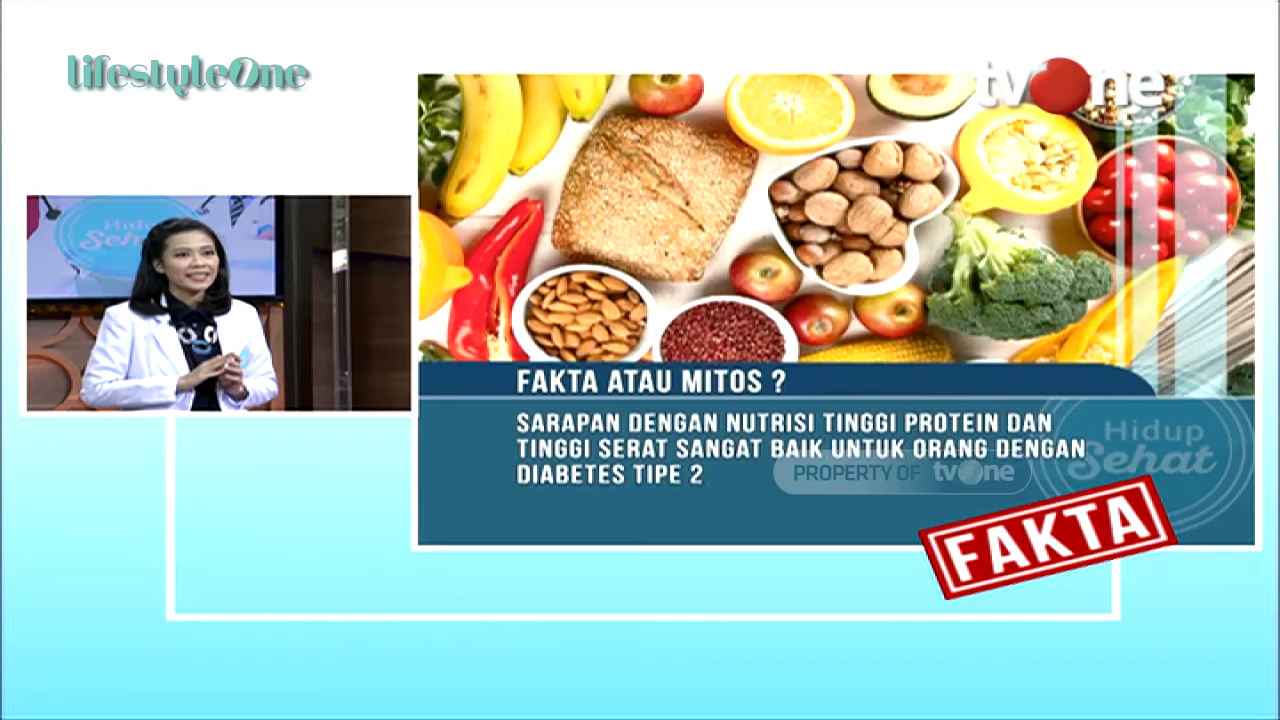 lifestyleOne
tvOne
Hidup
Sehat
FAKTA ATAU MITOS ?
SARAPAN DENGAN NUTRISI TINGGI PROTEIN DAN
TINGGI SERAT SANGAT BAIK UNTUK ORANG DENGAN
DIABETES TIPE 2
Hidup
Sehat
PROPERTY OF tvOne
FAKTA